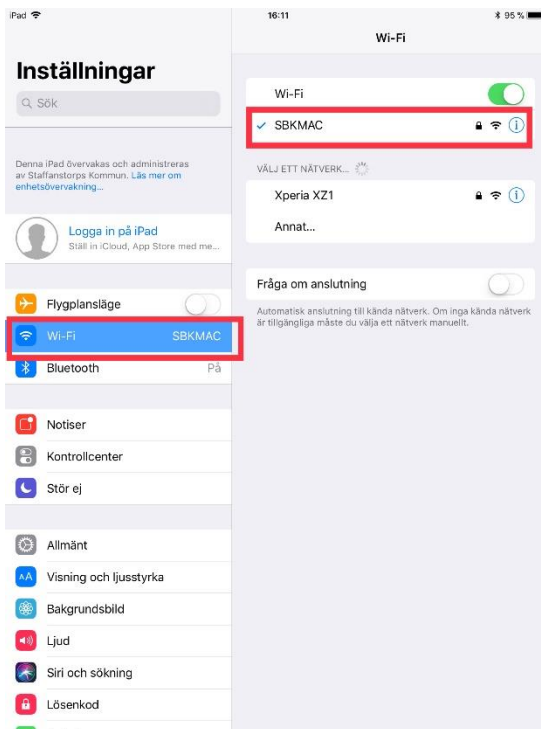 iPad
16:11
95 %
Wi-Fi
Inställningar
Sök
Denna iPad övervakas och administreras
av Staffanstorps Kommun. Läs mer om
enhetsövervakning...
Logga in på iPad
Ställ in iCloud, App Store med me...
Flygplansläge
Wi-Fi SBKMAC
Bluetooth På
Notiser
Kontrollcenter
Stör ej
Allmänt
AA Visning och ljusstyrka
Bakgrundsbild
Ljud
Siri och sökning
Lösenkod
Wi-Fi
SBKMAC
VÄLJ ETT NÄTVERK...
Xperia XZ1
Annat...
Fråga om anslutning
Automatisk anslutning till kända nätverk. Om inga kända nätverk
är tillgängliga måste du välja ett nätverk manuellt.